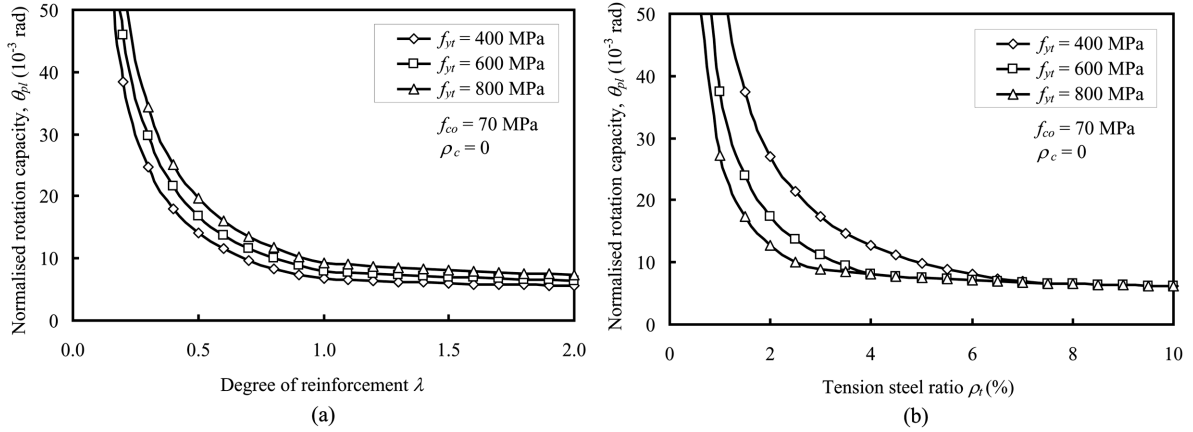 Normalised rotation capacity, θpl (10⁻³ rad)
50
40
30
20
10
0
0.0 0.5 1.0 1.5 2.0
Degree of reinforcement λ
(a)
fyt = 400 MPa
fyt = 600 MPa
fyt = 800 MPa
fco = 70 MPa
ρc = 0
Normalised rotation capacity, θpl (10⁻³ rad)
50
40
30
20
10
0
0 2 4 6 8 10
Tension steel ratio ρt (%)
(b)
fyt = 400 MPa
fyt = 600 MPa
fyt = 800 MPa
fco = 70 MPa
ρc = 0